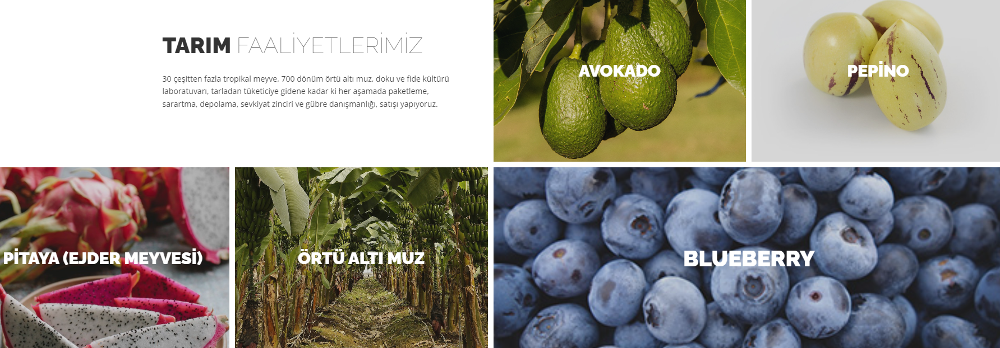 TARIM FAALİYETLERİMİZ
30 çeşitten fazla tropikal meyve, 700 dönüm örtü altı muz, doku ve fide kültürü
laboratuvarı, tarladan tüketiciye gidene kadar ki her aşamada paketleme,
sarartma, depolama, sevkiyat zinciri ve gübre danışmanlığı, satışı yapıyoruz.
AVOKADO
PEPİNO
PİTAYA (EJDER MEYVESİ)
ÖRTÜ ALTI MUZ
BLUEBERRY